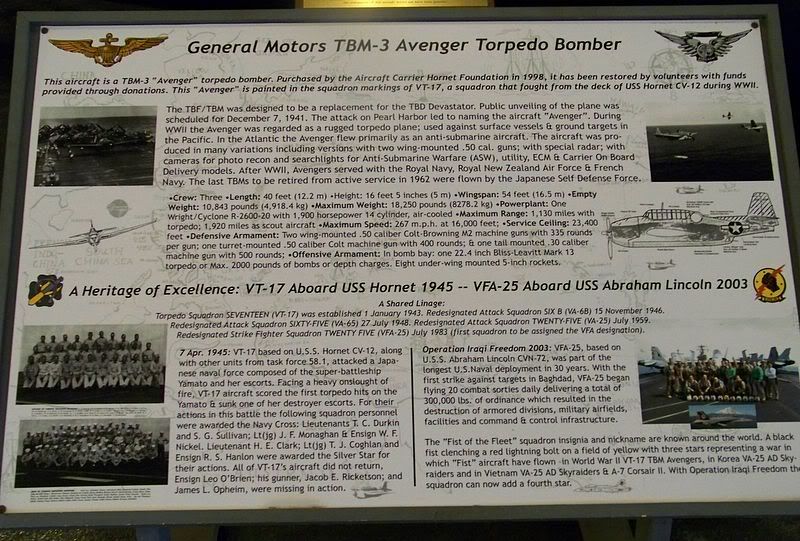 General Motors TBM-3 Avenger Torpedo Bomber
This aircraft is a TBM-3 "Avenger" torpedo bomber. Purchased by the Aircraft Carrier Hornet Foundation in 1998, it has been restored by volunteers with funds
provided through donations. This "Avenger" is painted in the squadron markings of VT-17, a squadron that fought from the deck of USS Hornet CV-12 during WWII.
The TBF/TBM was designed to be a replacement for the TBD Devastator. Public unveiling of the plane was
scheduled for December 7, 1941. The attack on Pearl Harbor led to naming the aircraft "Avenger". During
WWII the Avenger was regarded as a rugged torpedo plane; used against surface vessels & ground targets in
the Pacific. In the Atlantic the Avenger flew primarily as an anti-submarine aircraft. The aircraft was pro-
duced in many variations including versions with two wing-mounted .50 cal. guns; with special radar; with
cameras for photo recon and searchlights for Anti-Submarine Warfare (ASW), utility, ECM & Carrier On Board
Delivery models. After WWII, Avengers served with the Royal Navy, Royal New Zealand Air Force & French
Navy. The last TBMs to be retired from active service in 1962 were flown by the Japanese Self Defense Force.
•Crew: Three •Length: 40 feet (12.2 m) •Height: 16 feet 5 inches (5 m) •Wingspan: 54 feet (16.5 m) •Empty
Weight: 10,843 pounds (4,918.4 kg) •Maximum Weight: 18,250 pounds (8278.2 kg) •Powerplant: One
Wright/Cyclone R-2600-20 with 1,900 horsepower 14 cylinder, air-cooled •Maximum Range: 1,130 miles with
torpedo; 1,920 miles as scout aircraft •Maximum Speed: 267 m.p.h. at 16,000 feet; •Service Ceiling: 23,400
feet •Defensive Armament: Two wing-mounted .50 caliber Colt-Browning M2 machine guns with 335 rounds
per gun; one turret-mounted .50 caliber Colt machine gun with 400 rounds; & one tail mounted .30 caliber
machine gun with 500 rounds; •Offensive Armament: In bomb bay: one 22.4 inch Bliss-Leavitt Mark 13
torpedo or Max. 2000 pounds of bombs or depth charges. Eight under-wing mounted 5-inch rockets.
INDO-
CHINA
SOUTH CHINA SEA
A Heritage of Excellence: VT-17 Aboard USS Hornet 1945 -- VFA-25 Aboard USS Abraham Lincoln 2003
A Shared Linage:
Torpedo Squadron SEVENTEEN (VT-17) was established 1 January 1943. Redesignated Attack Squadron SIX B (VA-6B) 15 November 1946.
Redesignated Attack Squadron SIXTY-FIVE (VA-65) 27 July 1948. Redesignated Attack Squadron TWENTY-FIVE (VA-25) July 1959.
Redesignated Strike Fighter Squadron TWENTY FIVE (VFA-25) July 1983 (first squadron to be assigned the VFA designation).
7 Apr. 1945: VT-17 based on U.S.S. Hornet CV-12, along
with other units from task force 58.1, attacked a Japa-
nese naval force composed of the super-battleship
Yamato and her escorts. Facing a heavy onslought of
fire, VT-17 aircraft scored the first torpedo hits on the
Yamato & sunk one of her destroyer escorts. For their
actions in this battle the following squadron personnel
were awarded the Navy Cross: Lieutenants T. C. Durkin
and S. G. Sullivan; Lt(jg) J. F. Monaghan & Ensign W. F.
Nickel. Lieutenant H. E. Clark; Lt(jg) T. J. Coghlan and
Ensign R. S. Hanlon were awarded the Silver Star for
their actions. All of VT-17's aircraft did not return,
Ensign Leo O'Brien; his gunner, Jacob E. Ricketson; and
James L. Opheim, were missing in action.
Operation Iraqi Freedom 2003: VFA-25, based on
U.S.S. Abraham Lincoln CVN-72, was part of the
longest U.S.Naval deployment in 30 years. With the
first strike against targets in Baghdad, VFA-25 began
flying 20 combat sorties daily delivering a total of
300,000 lbs. of ordinance which resulted in the
destruction of armored divisions, military airfields,
facilities and command & control infrastructure.
The "Fist of the Fleet" squadron insignia and nickname are known around the world. A black
fist clenching a red lightning bolt on a field of yellow with three stars representing a war in
which "Fist" aircraft have flown -in World War II VT-17 TBM Avengers, in Korea VA-25 AD Sky-
raiders and in Vietnam VA-25 AD Skyraiders & A-7 Corsair II. With Operation Iraqi Freedom the
squadron can now add a fourth star.